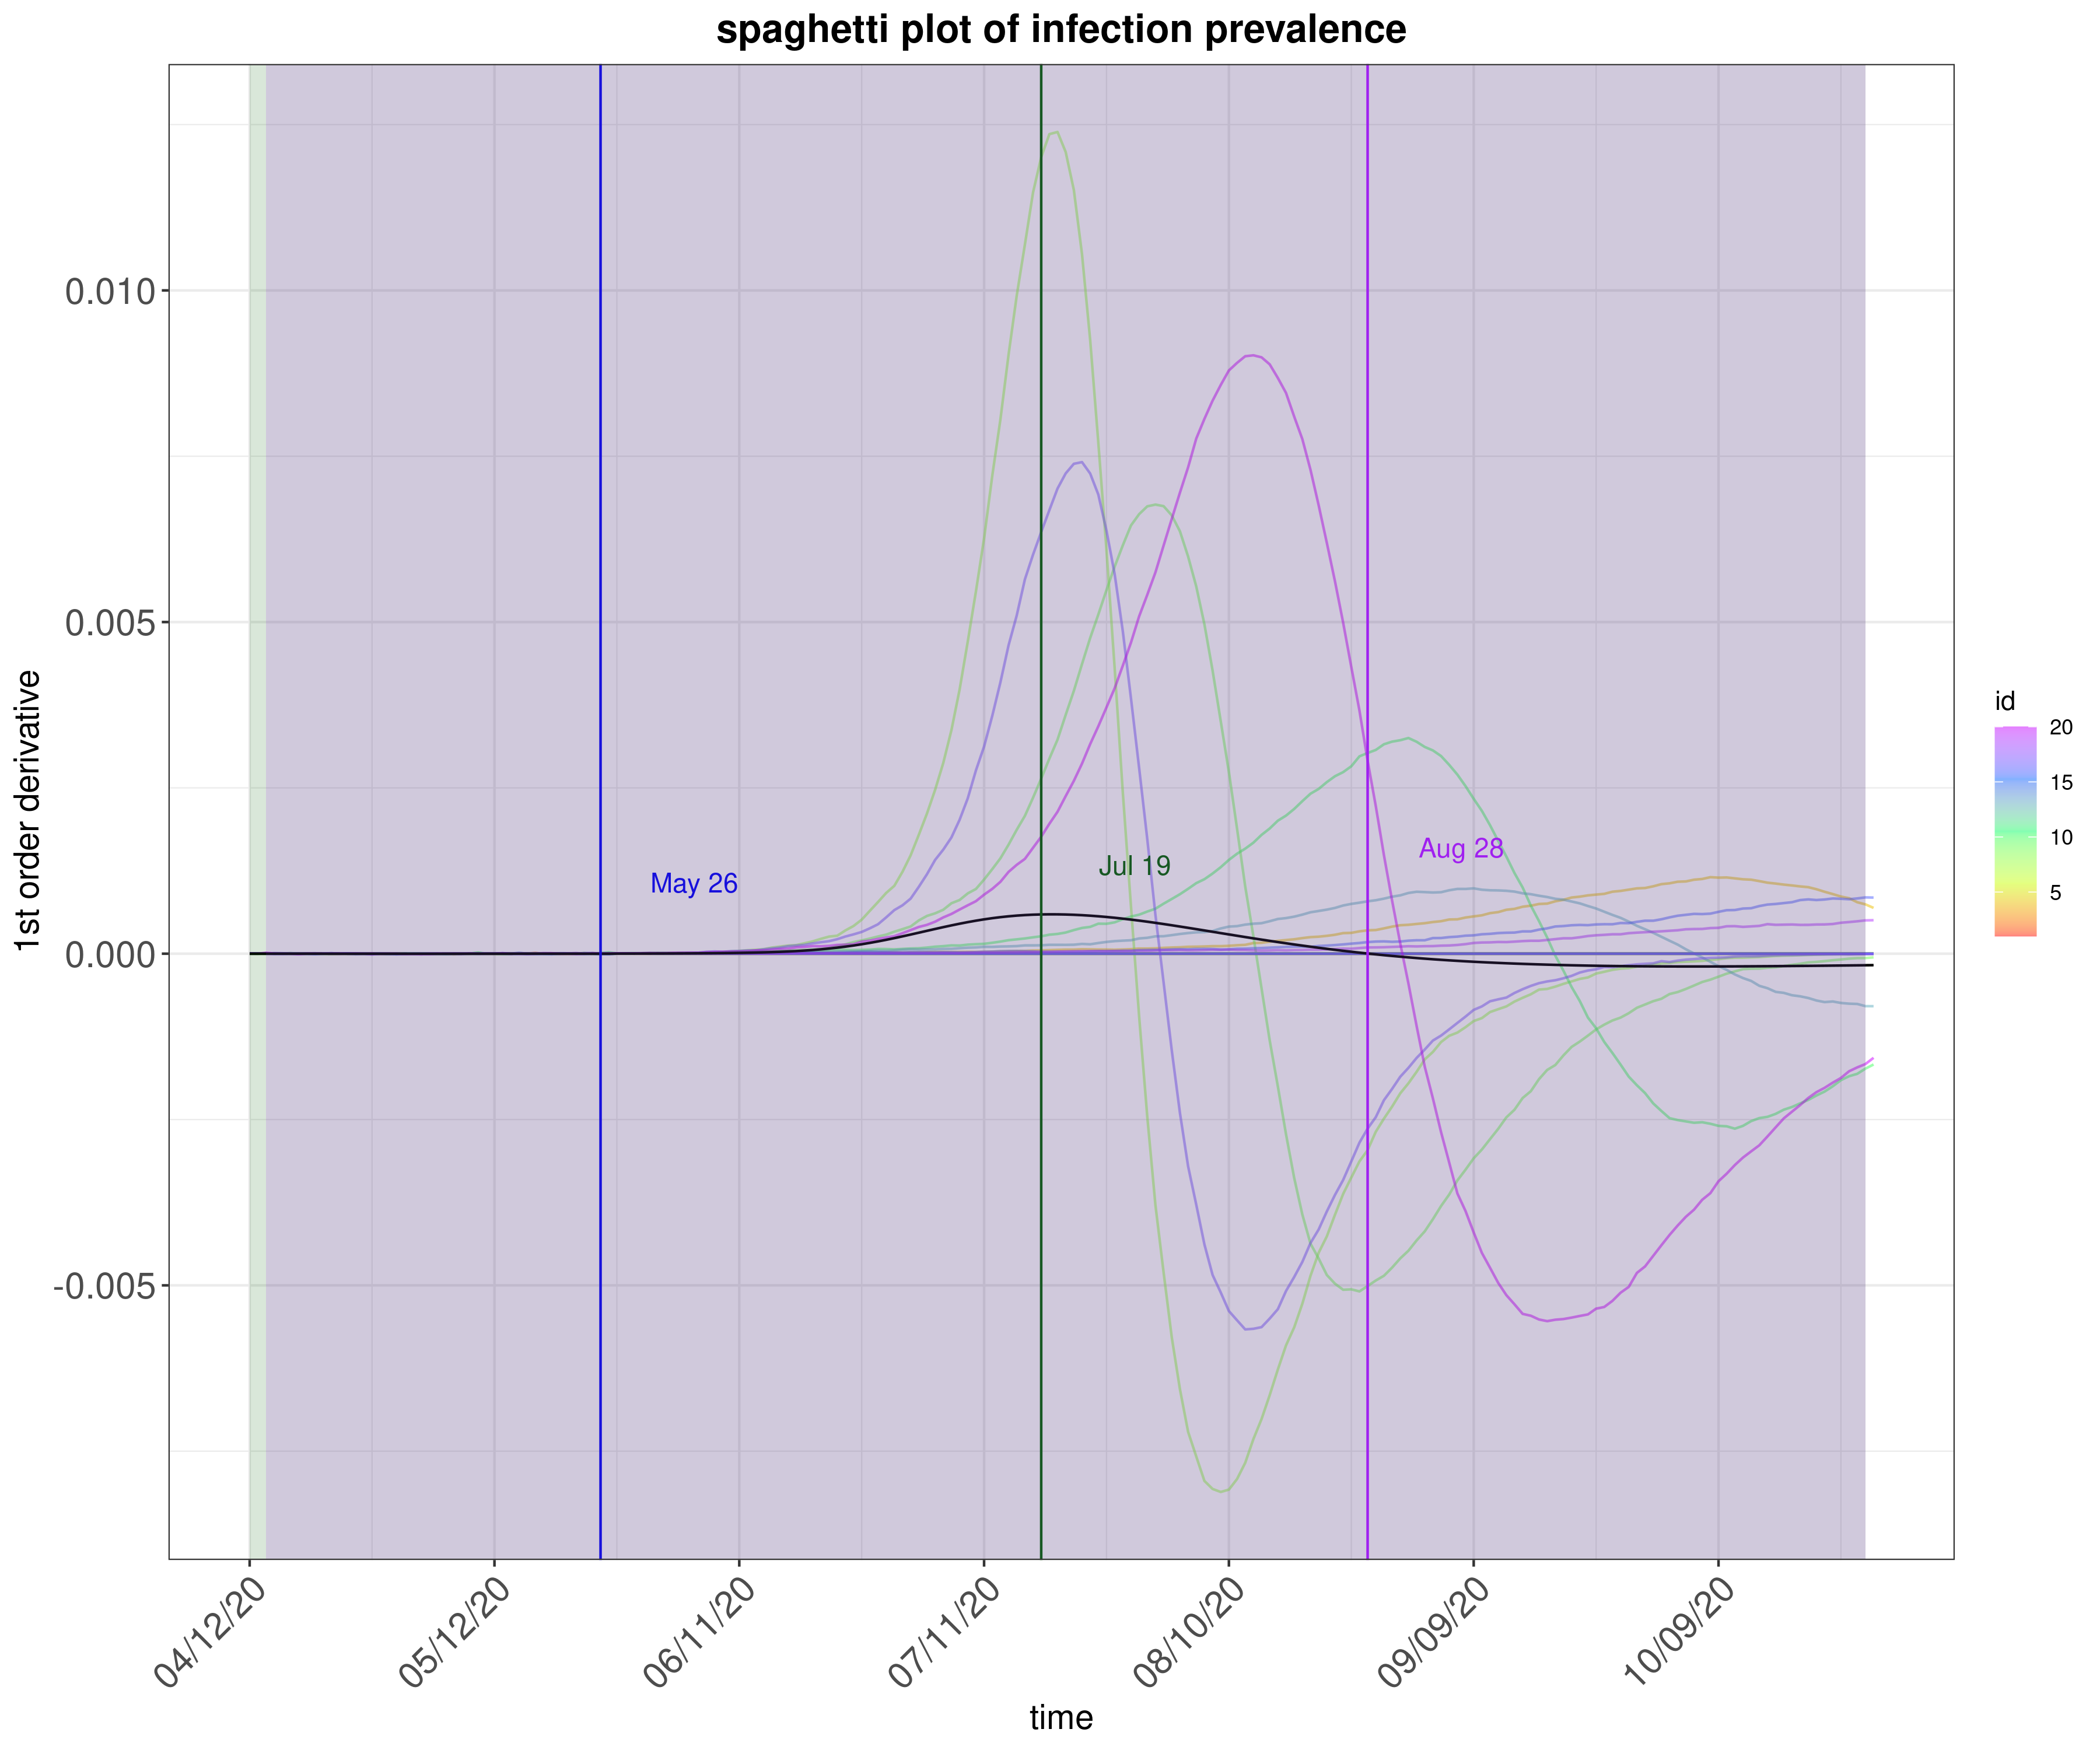 spaghetti plot of infection prevalence
1st order derivative
0.010
0.005
0.000
-0.005
May 26
Jul 19
Aug 28
04/12/20
05/12/20
06/11/20
07/11/20
08/10/20
09/09/20
10/09/20
time
id
20
15
10
5